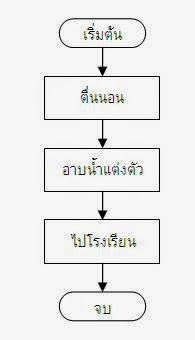 เริ่มต้น
ตื่นนอน
อาบน้ำแต่งตัว
ไปโรงเรียน
จบ